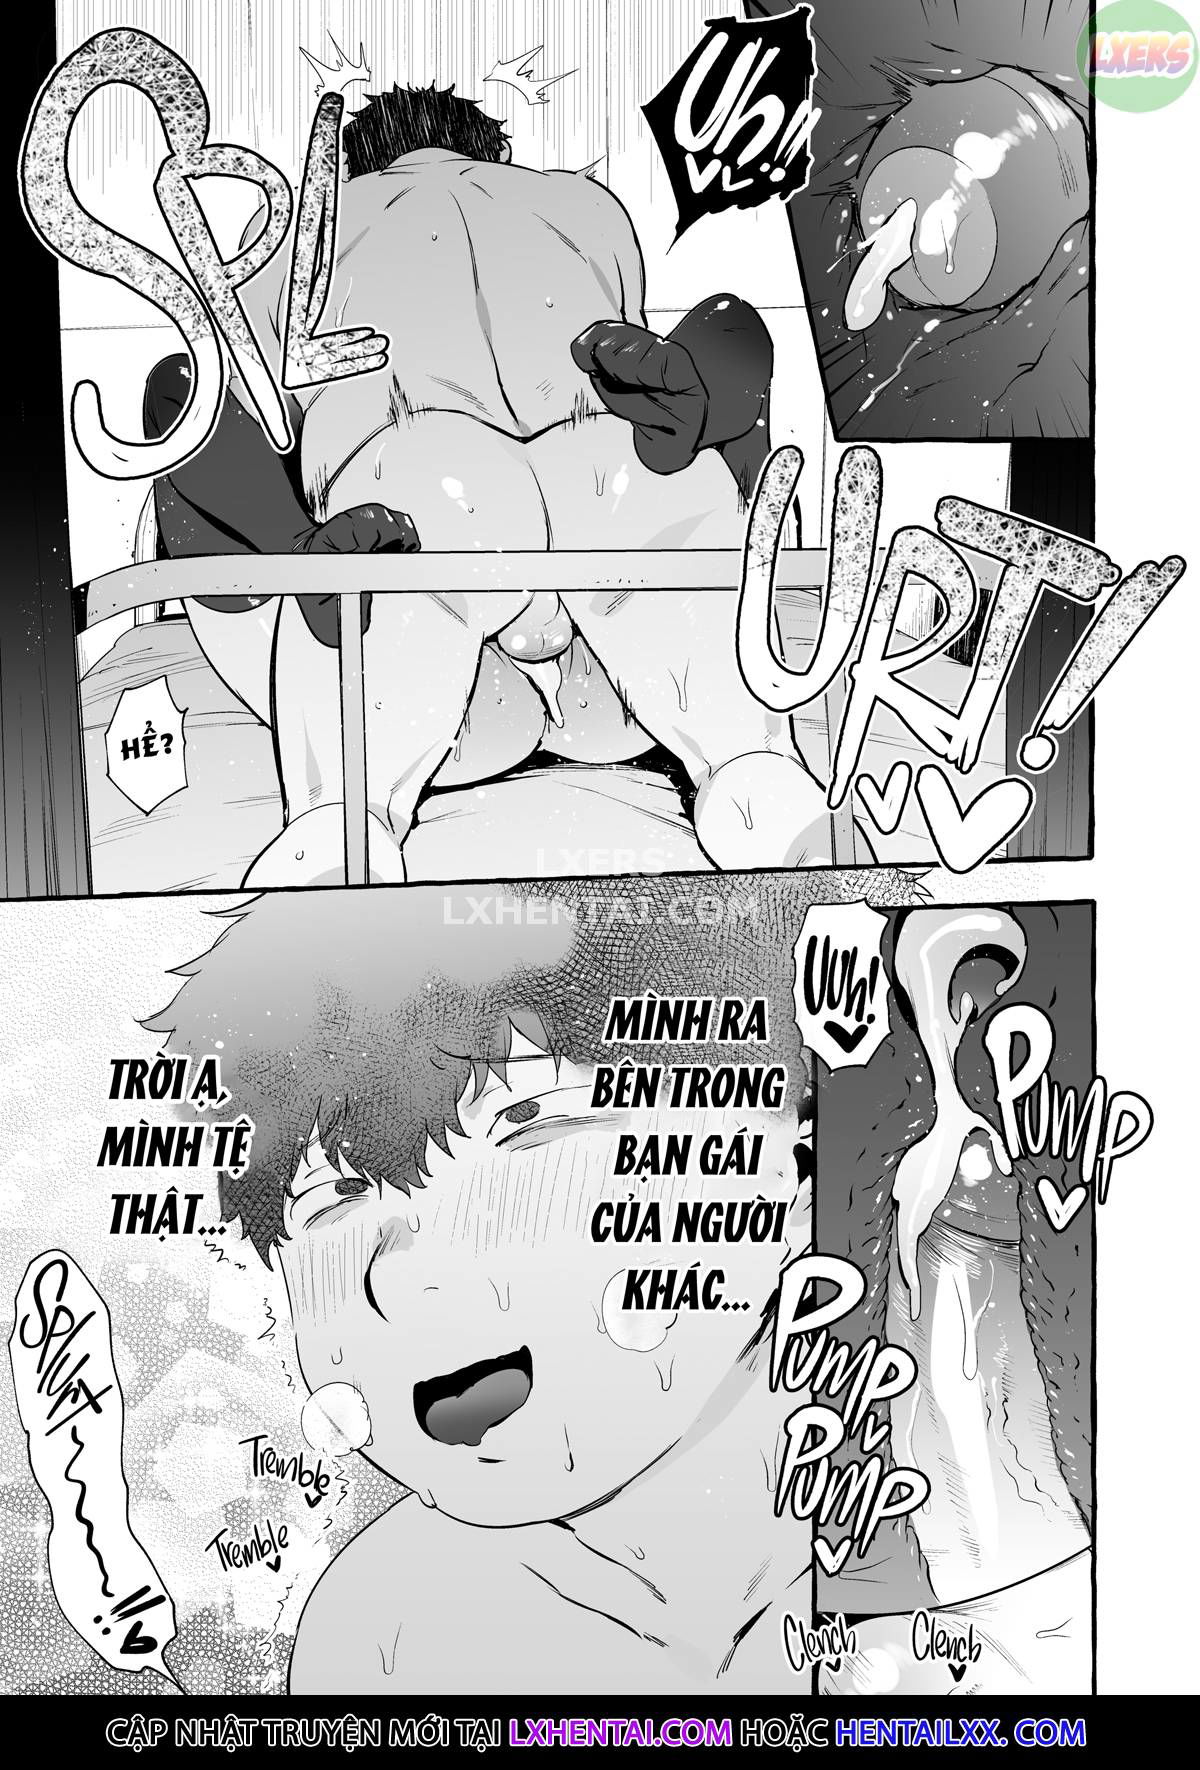 LXERS
Uh!!
SPL
URT!
HỂ?
LXERS
LXHENTAI.COM
Uuh!
PUMP
MÌNH RA
BÊN TRONG
BẠN GÁI
CỦA NGƯỜI
KHÁC...
TRỜI Ạ,
MÌNH TỆ
THẬT...
PUMP
PUMP
SPlurt
Tremble
Tremble
Clench
Clench
CẬP NHẬT TRUYỆN MỚI TẠI LXHENTAI.COM HOẶC HENTAILXX. COM